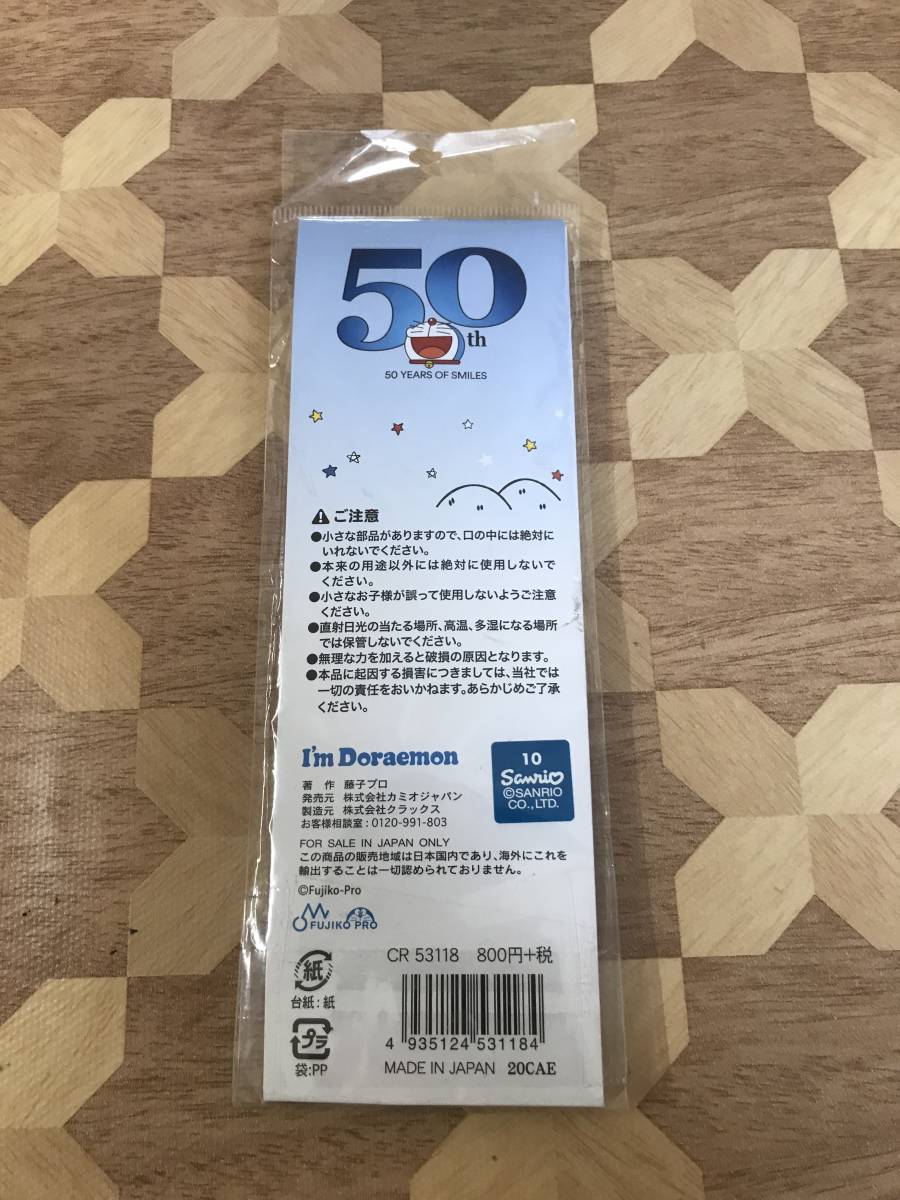 50th
50 YEARS OF SMILES
ご注意
●小さな部品がありますので、口の中には絶対に
いれないでください。
●本来の用途以外には絶対に使用しないで
ください。
●小さなお子様が誤って使用しないようご注意
ください。
●直射日光の当たる場所、高温、多湿になる場所
では保管しないでください。
●無理な力を加えると破損の原因となります。
●本品に起因する損害につきましては、当社では
一切の責任をおいかねます。あらかじめご了承
ください。
I'm Doraemon
10
Sanrio
©SANRIO
CO., LTD.
著 作 藤子プロ
発売元 株式会社カミオジャパン
製造元 株式会社クラックス
お客様相談室：0120-991-803
FOR SALE IN JAPAN ONLY
この商品の販売地域は日本国内であり、海外にこれを
輸出することは一切認められておりません。
©Fujiko-Pro
FUJIKO PRO
紙
台紙：紙
プラ
袋:PP
CR 53118 800円+税
4 935124 531184
MADE IN JAPAN 20CAE